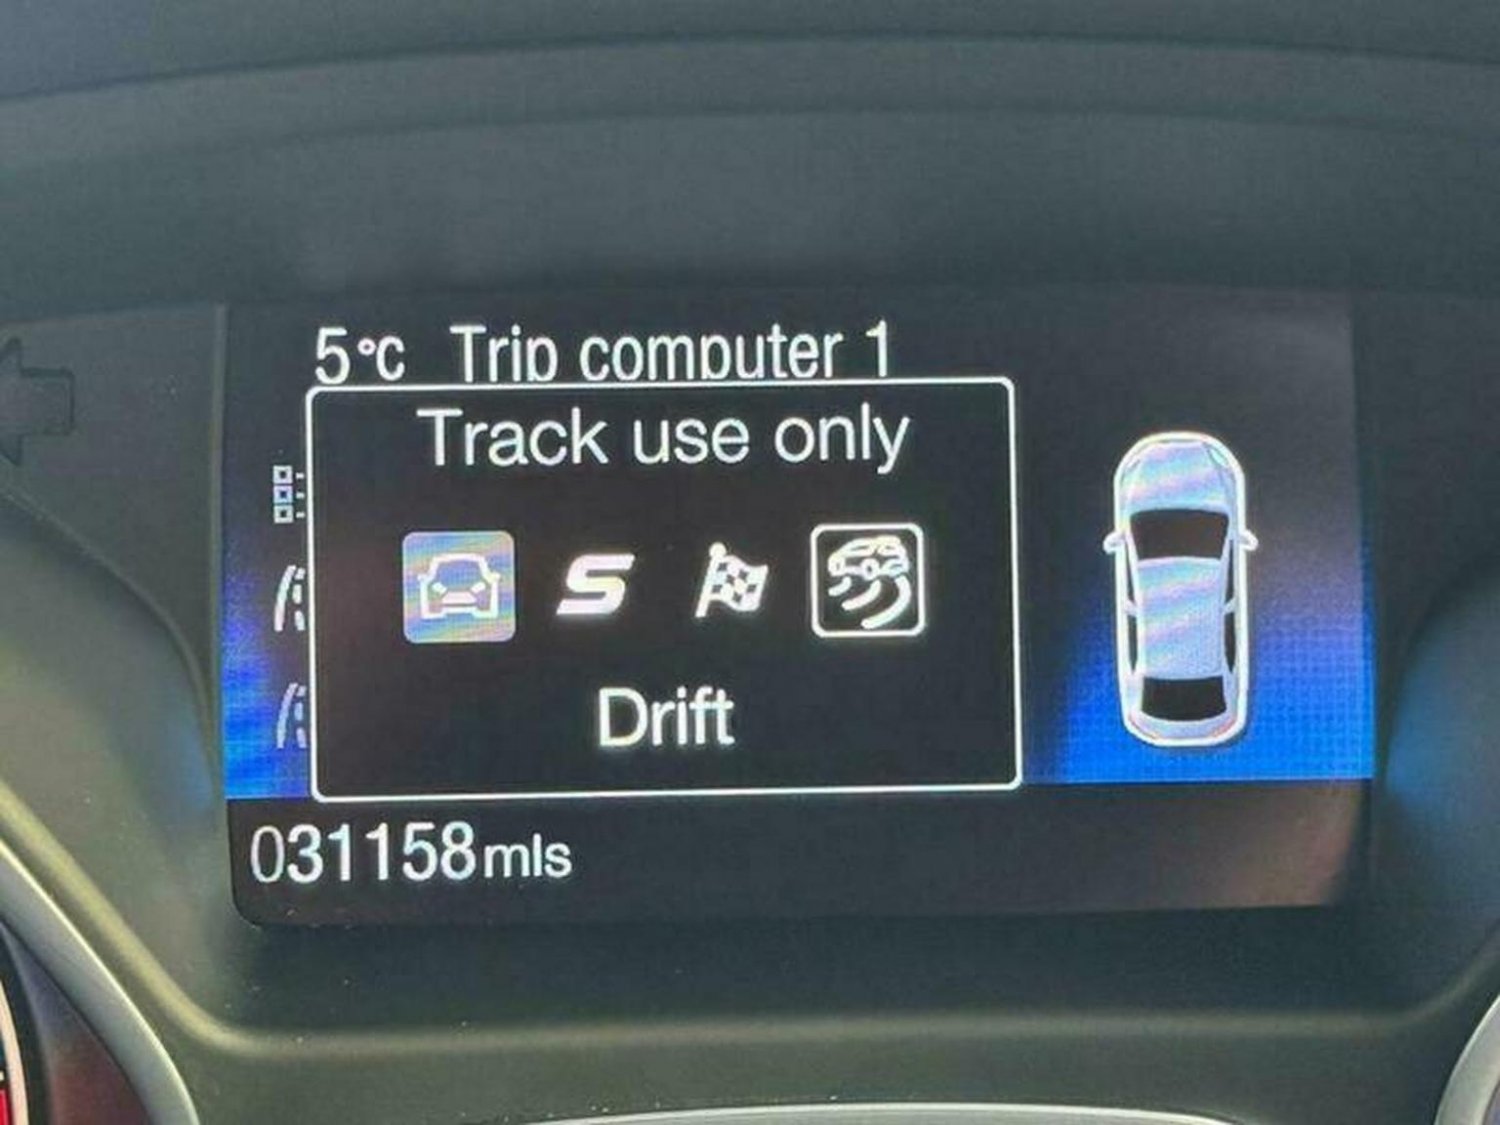 5°C Trip computer 1
Track use only
S
Drift
031158mls